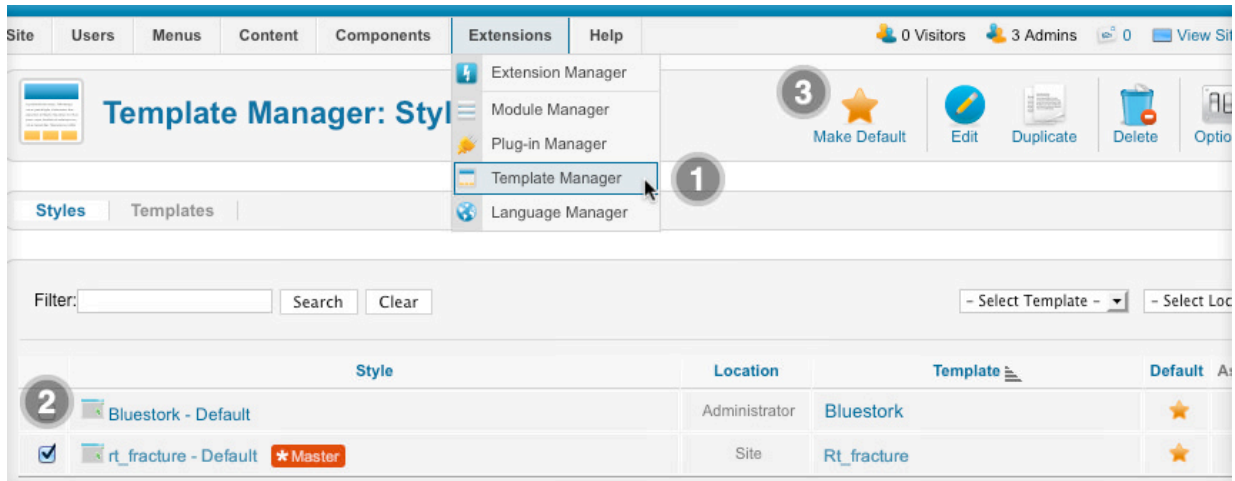 Site Users Menus Content Components Extensions Help 0 Visitors 3 Admins 0 View Sit
Extension Manager
Module Manager
Plug-in Manager
Template Manager
Language Manager
Template Manager: Styl
3
Make Default Edit Duplicate Delete Optio
1
Styles Templates
Filter: Search Clear - Select Template - - Select Loc
Style Location Template Default As
2
Bluestork - Default Administrator Bluestork
rt_fracture - Default Master Site Rt_fracture